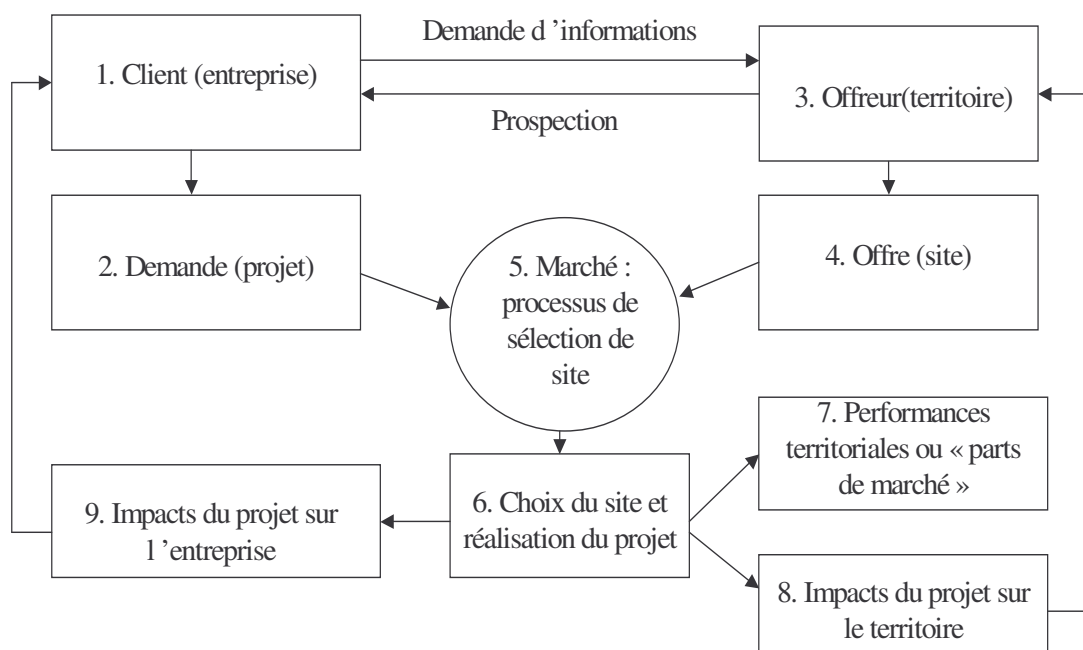 Demande d ’informations
1. Client (entreprise)
3. Offreur(territoire)
Prospection
2. Demande (projet)
5. Marché :
processus de
sélection de
site
4. Offre (site)
7. Performances
territoriales ou « parts
de marché »
9. Impacts du projet sur
l ’entreprise
6. Choix du site et
réalisation du projet
8. Impacts du projet sur
le territoire